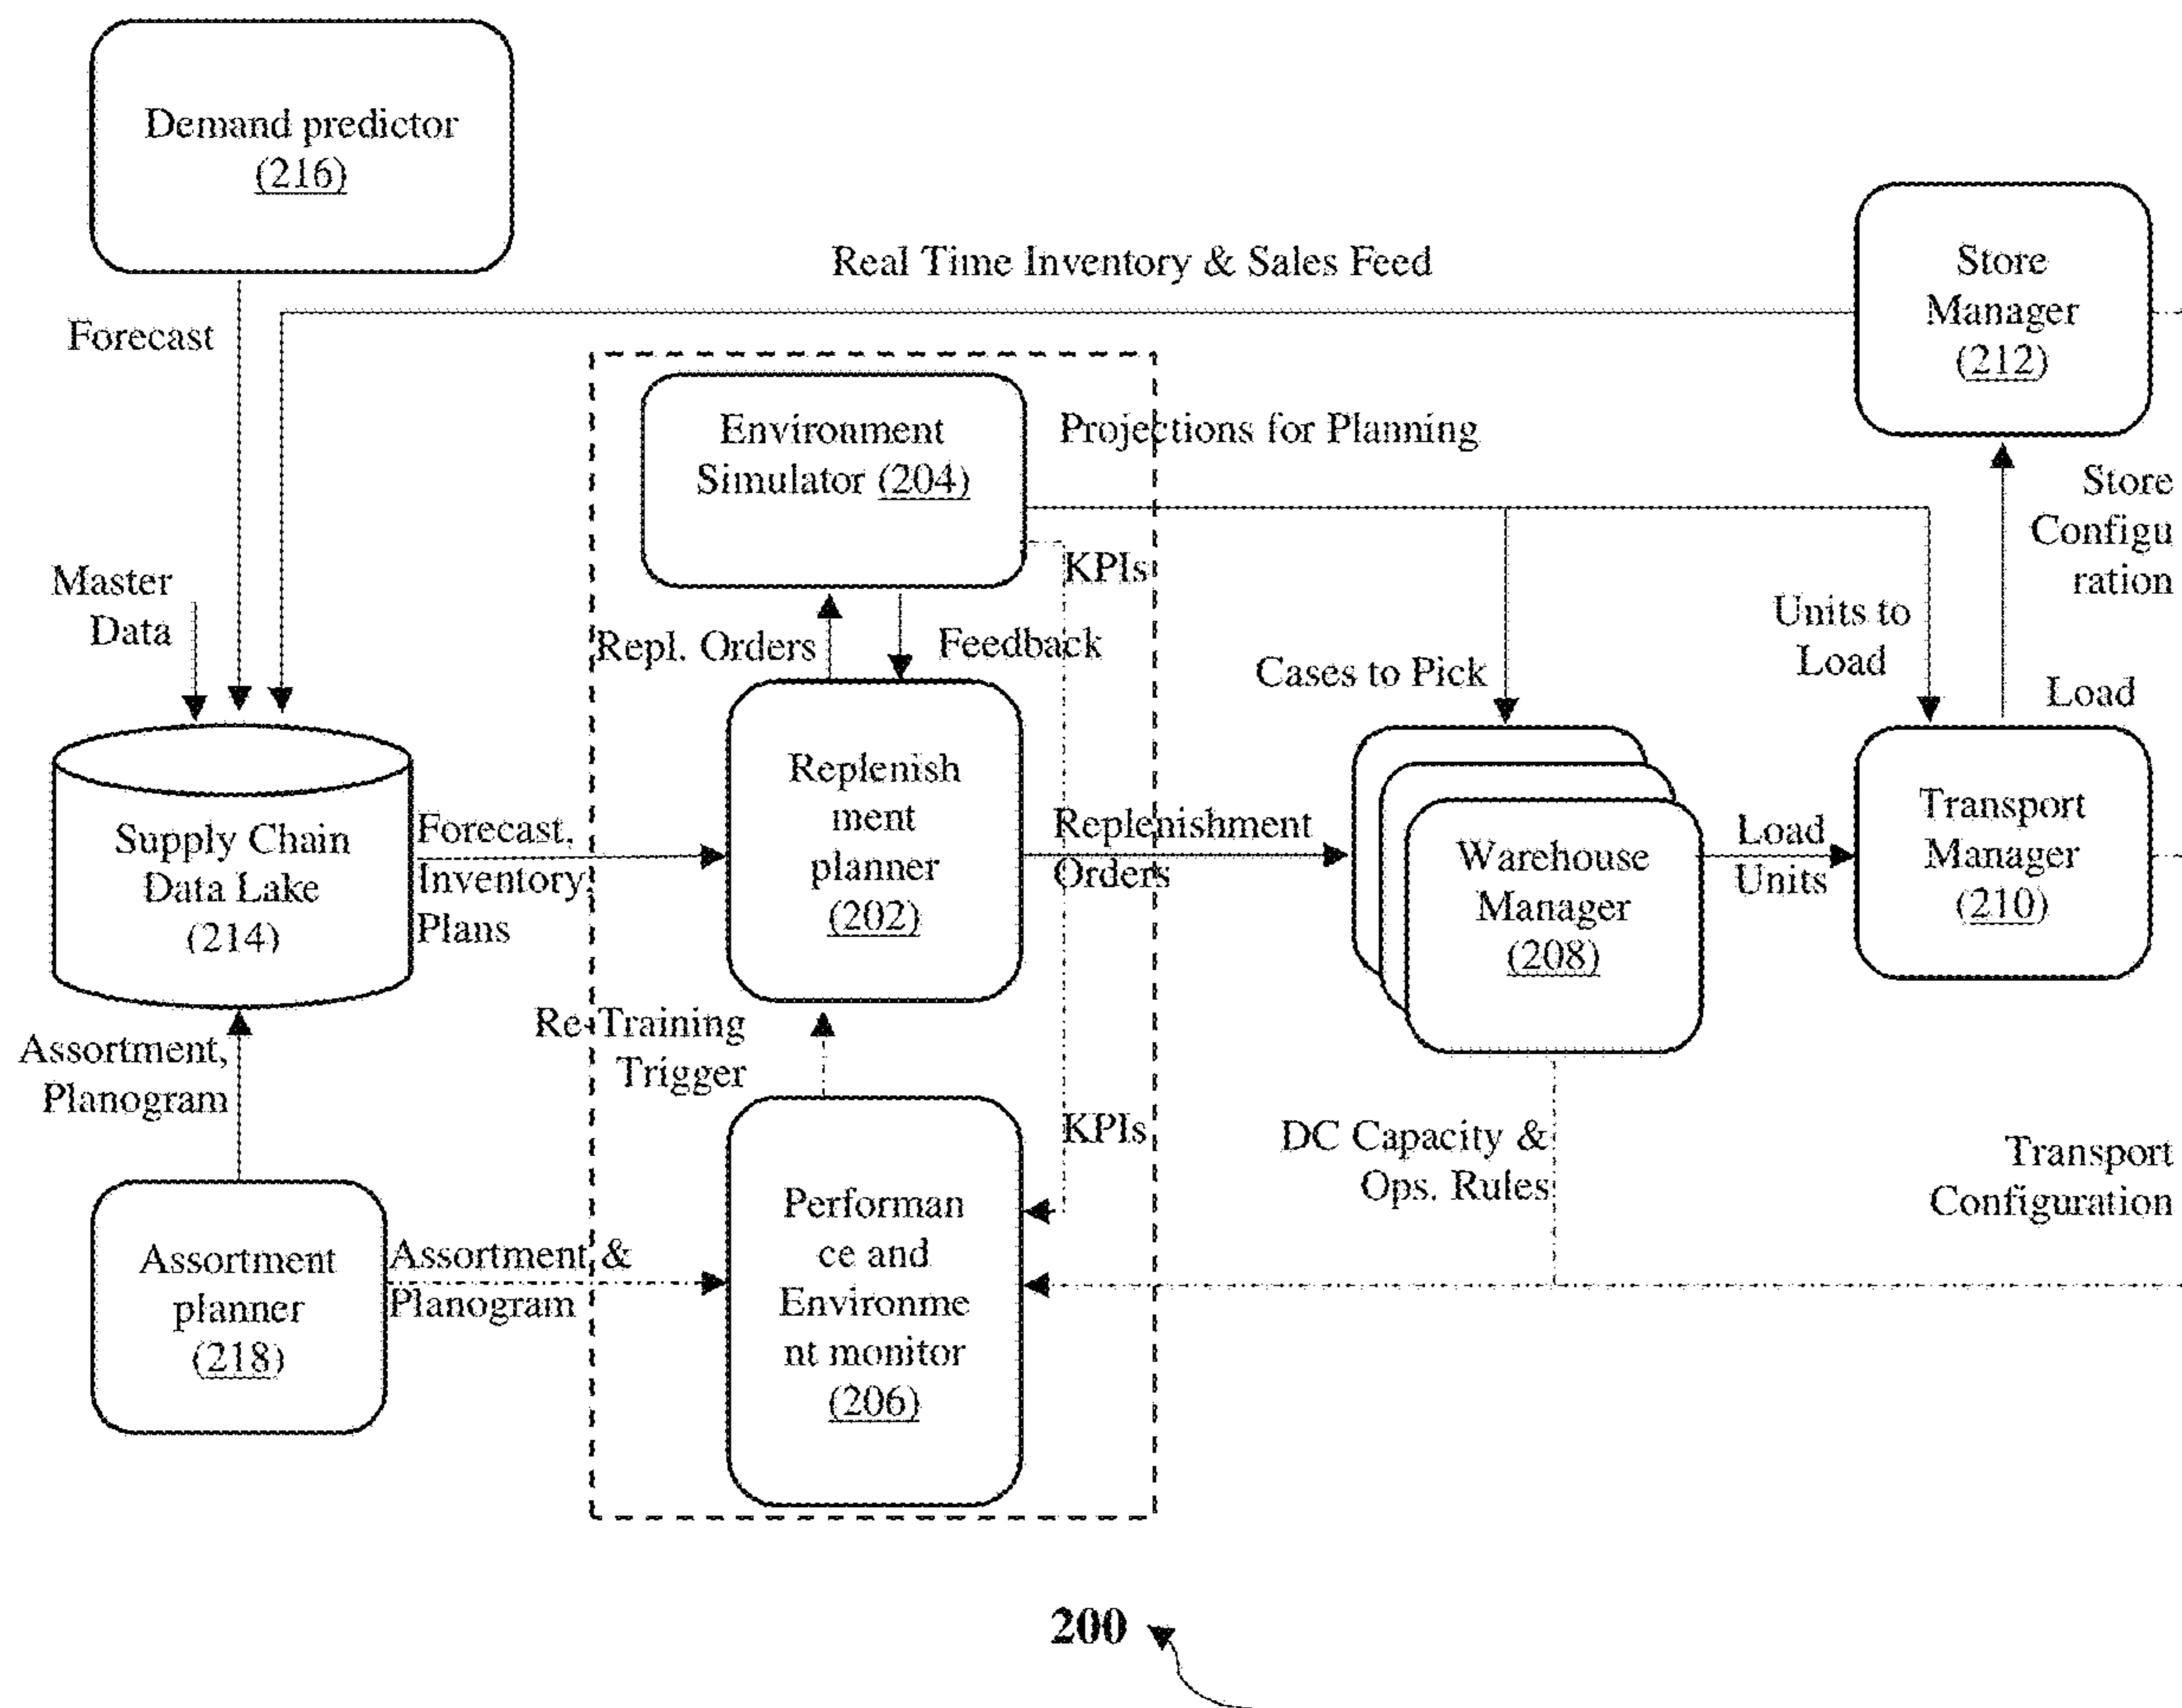 Demand predictor
(216)
Forecast
Real Time Inventory & Sales Feed
Store
Manager
(212)
Environment
Simulator (204)
Projections for Planning
KPIs
Store
Configu
ration
Master
Data
Repl. Orders
Feedback
Cases to Pick
Units to
Load
Load
Supply Chain
Data Lake
(214)
Forecast,
Inventory
Plans
Replenish
ment
planner
(202)
Replenishment
Orders
Warehouse
Manager
(208)
Load
Units
Transport
Manager
(210)
Re-Training
Trigger
Assortment,
Planogram
KPIs
DC Capacity &
Ops. Rules
Transport
Configuration
Assortment
planner
(218)
Assortment &
Planogram
Performan
ce and
Environme
nt monitor
(206)
200